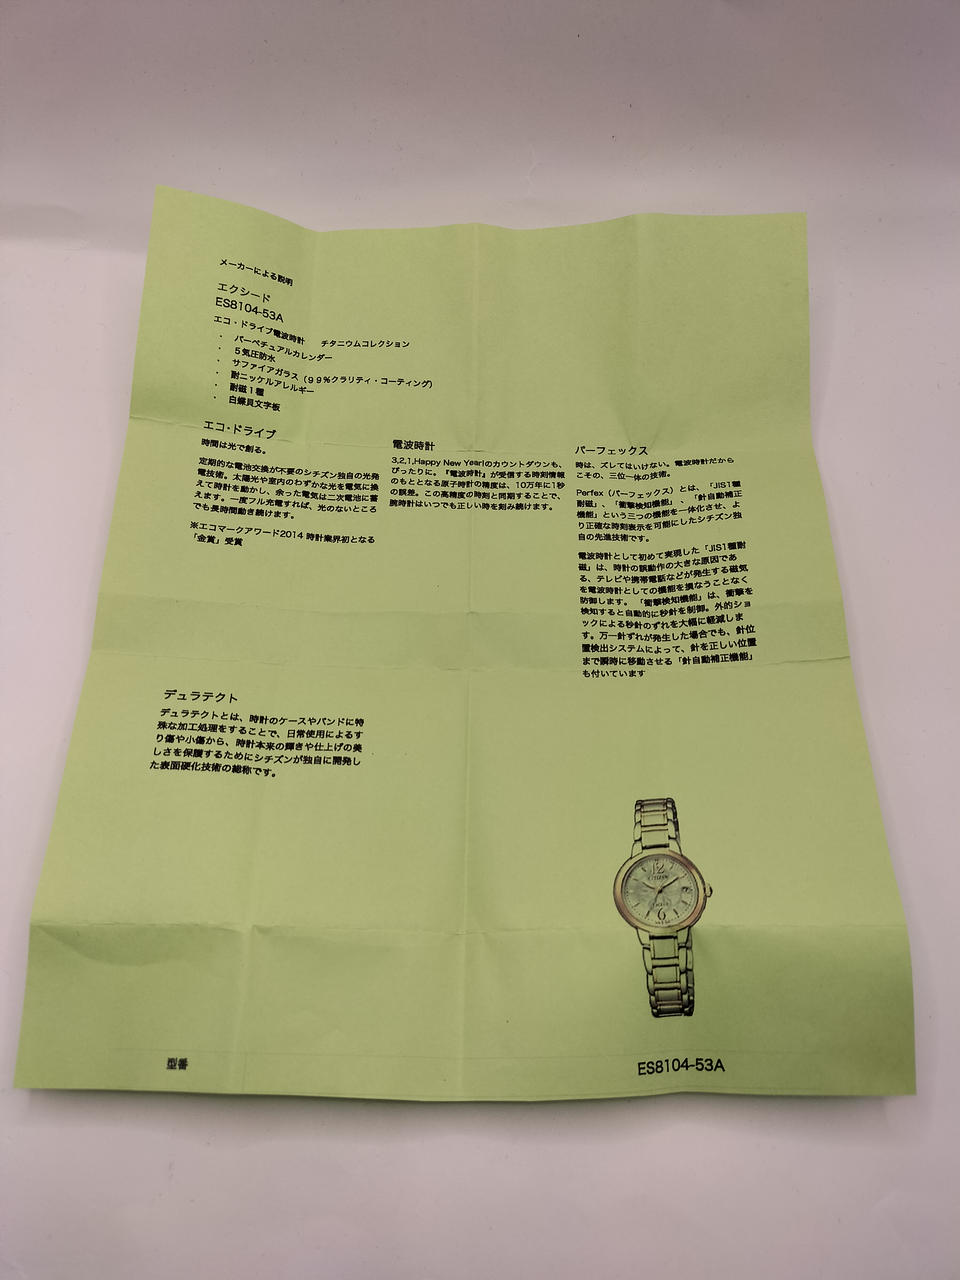 メーカーによる説明
エクシード
ES8104-53A
エコ・ドライブ電波時計　チタニウムコレクション
・ パーペチュアルカレンダー
・ 5気圧防水
・ サファイアガラス（99%クラリティ・コーティング）
・ 耐ニッケルアレルギー
・ 耐磁1種
・ 白蝶貝文字板
エコ・ドライブ
時間は光で創る。
定期的な電池交換が不要のシチズン独自の光発
電技術。太陽光や室内のわずかな光を電気に換
えて時計を動かし、余った電気は二次電池に蓄
えます。一度フル充電すれば、光のないところ
でも長時間動き続けます。
※エコマークアワード2014 時計業界初となる
「金賞」受賞
電波時計
3,2,1,Happy New Year!のカウントダウンも、
ぴったりに。『電波時計』が受信する時刻情報
のもととなる原子時計の精度は、10万年に1秒
の誤差。この高精度の時刻と同期することで、
腕時計はいつでも正しい時を刻み続けます。
パーフェックス
時は、ズレてはいけない。電波時計だから
こその、三位一体の技術。
Perfex（パーフェックス）とは、「JIS1種
耐磁」、「衝撃検知機能」、「針自動補正
機能」という三つの機能を一体化させ、よ
り正確な時刻表示を可能にしたシチズン独
自の先進技術です。
電波時計として初めて実現した「JIS1種耐
磁」は、時計の誤動作の大きな原因であ
る、テレビや携帯電話などが発生する磁気
を電波時計としての機能を損なうことなく
防御します。「衝撃検知機能」は、衝撃を
検知すると自動的に秒針を制御。外的ショ
ックによる秒針のずれを大幅に軽減しま
す。万一針ずれが発生した場合でも、針位
置検出システムによって、針を正しい位置
まで瞬時に移動させる「針自動補正機能」
も付いています
デュラテクト
デュラテクトとは、時計のケースやバンドに特
殊な加工処理をすることで、日常使用によるす
り傷や小傷から、時計本来の輝きや仕上げの美
しさを保護するためにシチズンが独自に開発し
た表面硬化技術の総称です。
12
CITIZEN
6
型番
ES8104-53A